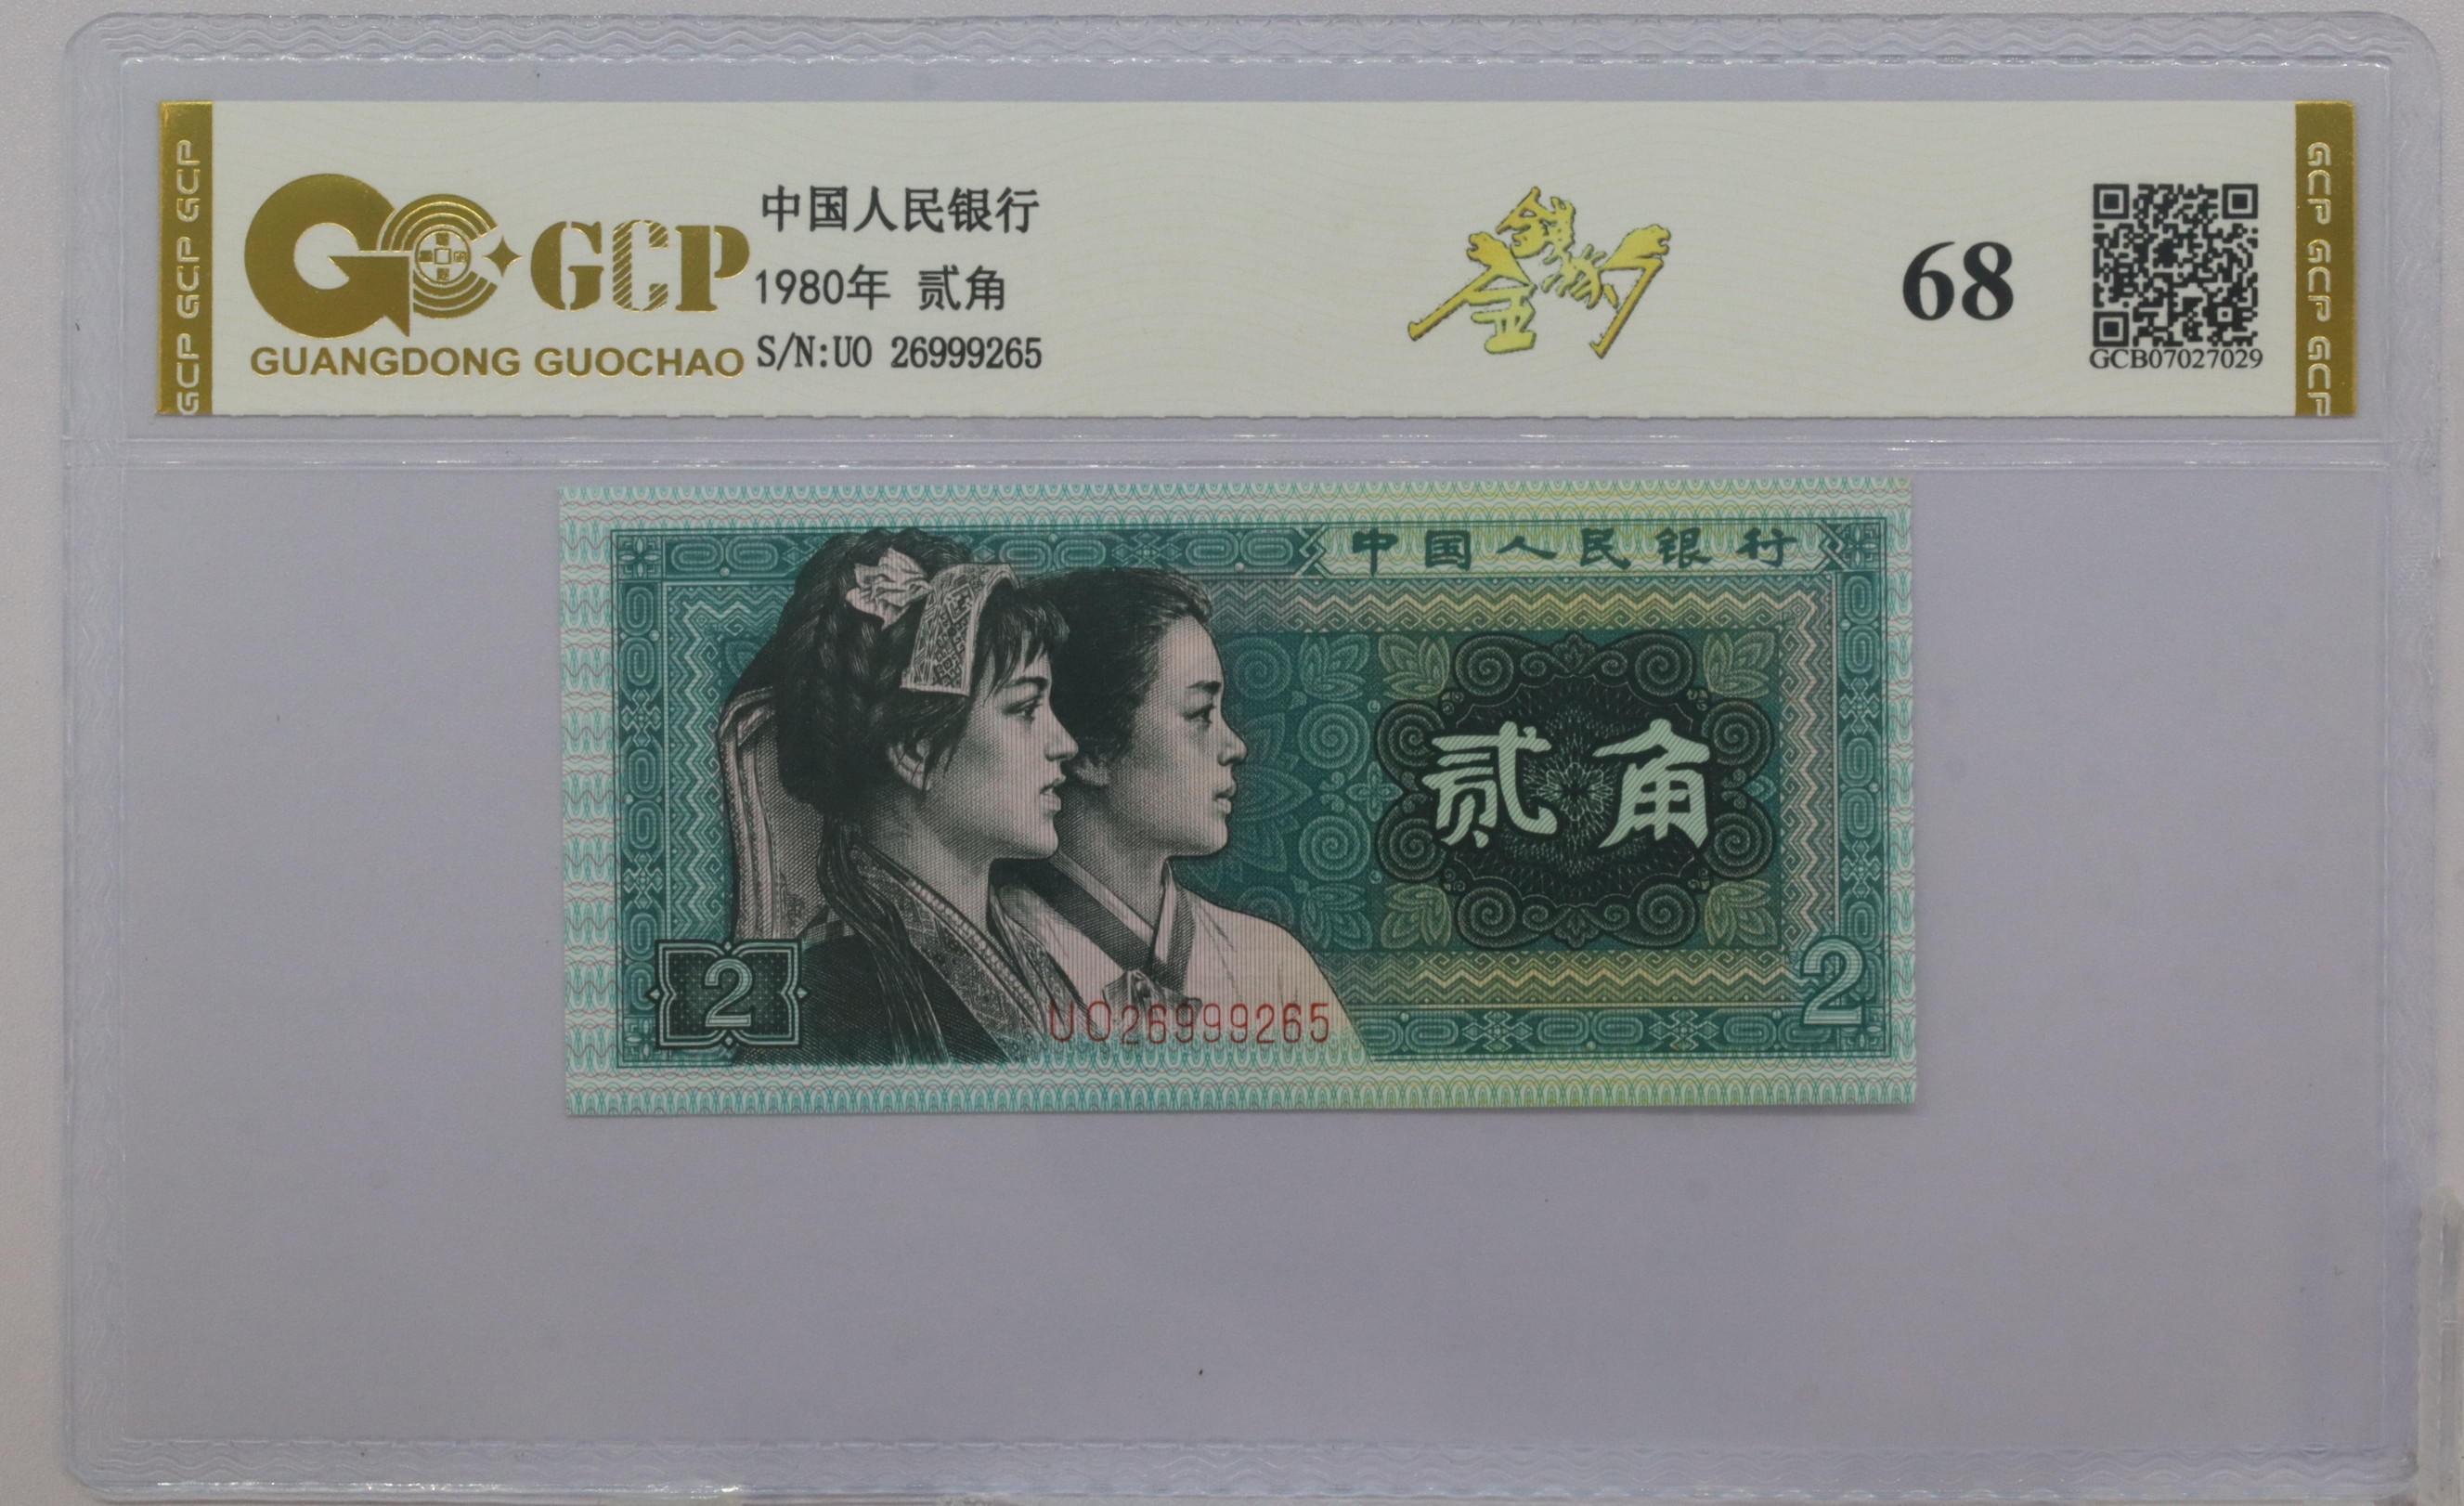 GCP GCP GCP
GCP
GUANGDONG GUOCHAO
中国人民银行
1980年 贰角
S/N:UO 26999265
金钱豹
68
GCB07027029
GCP GCP GCP
中国人民银行
贰角
2
2
UO26999265